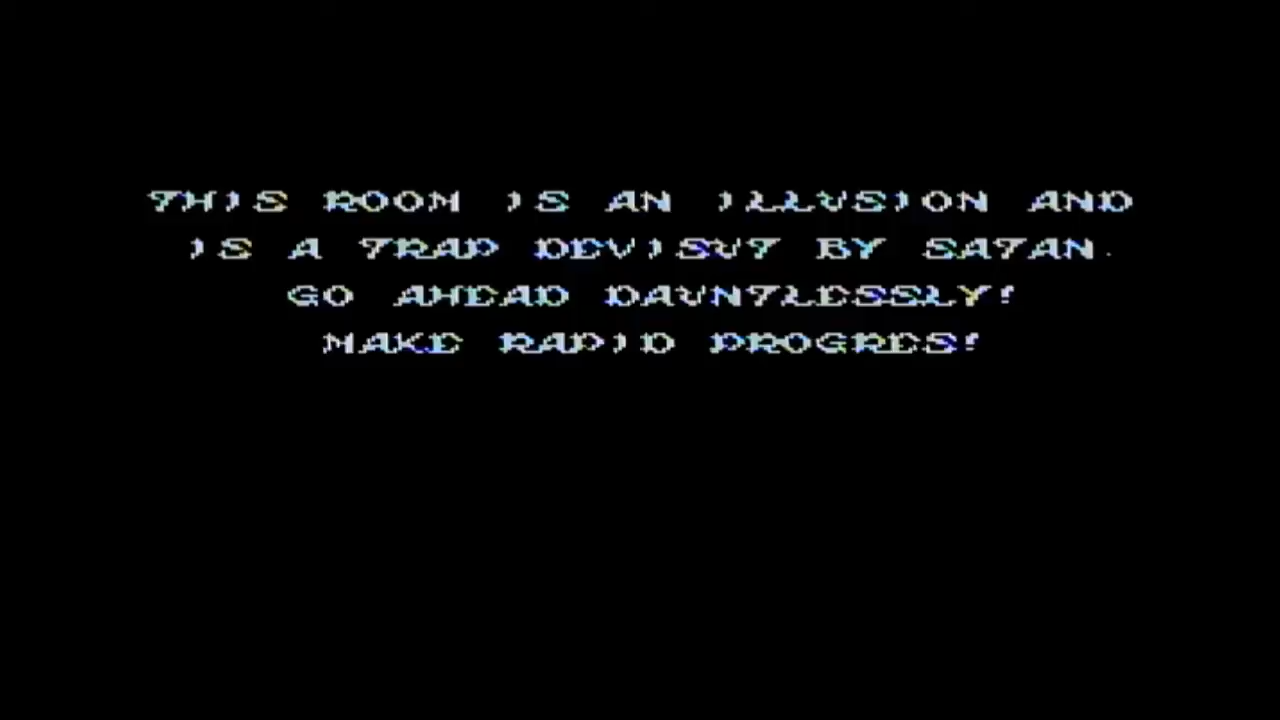 THIS ROOM IS AN ILLUSION AND
IS A TRAP DEVISUT BY SATAN.
GO AHEAD DAUNTLESSLY!
MAKE RAPID PROGRES!